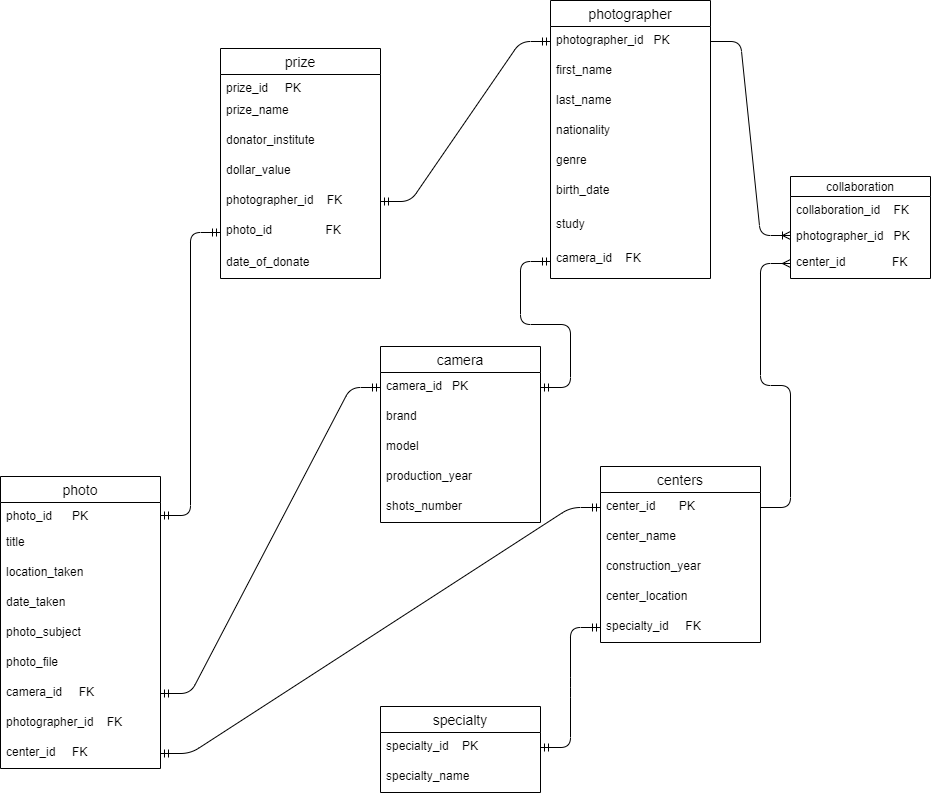 photographer
photographer_id PK
first_name
last_name
nationality
genre
birth_date
study
camera_id FK
prize
prize_id PK
prize_name
donator_institute
dollar_value
photographer_id FK
photo_id FK
date_of_donate
collaboration
collaboration_id FK
photographer_id PK
center_id FK
camera
camera_id PK
brand
model
production_year
shots_number
centers
center_id PK
center_name
construction_year
center_location
specialty_id FK
photo
photo_id PK
title
location_taken
date_taken
photo_subject
photo_file
camera_id FK
photographer_id FK
center_id FK
specialty
specialty_id PK
specialty_name